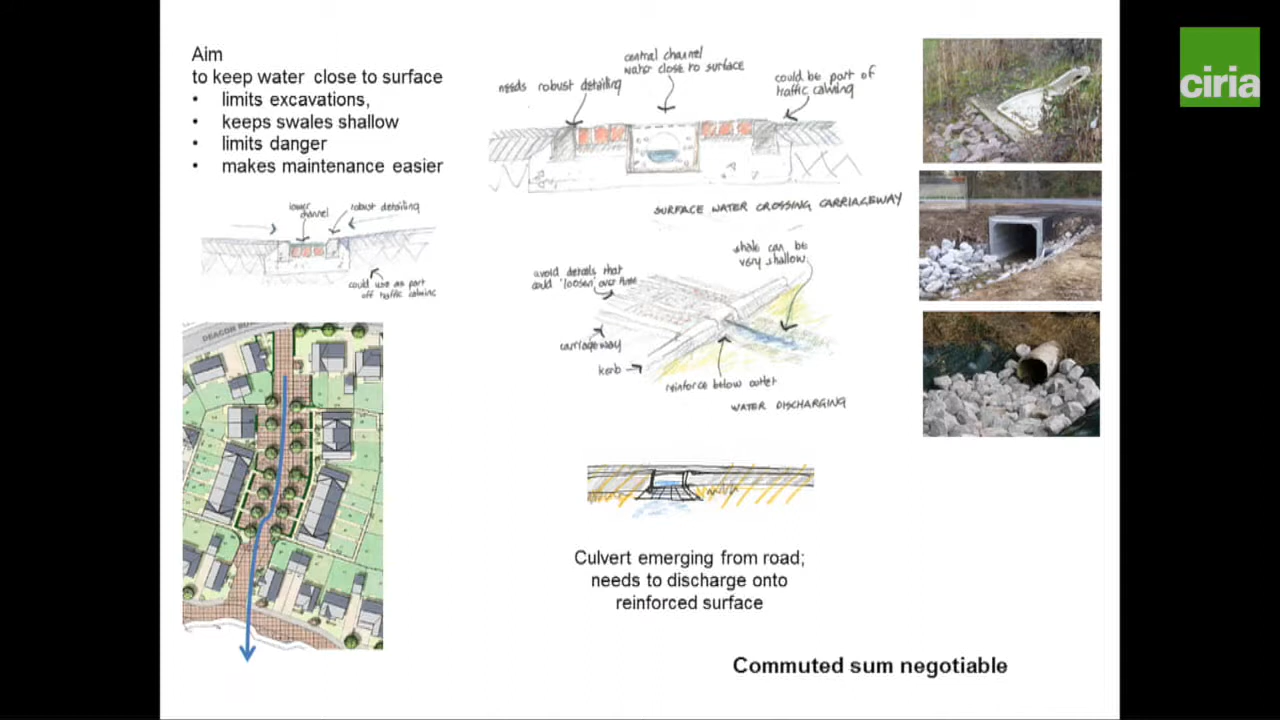 Aim
to keep water close to surface
• limits excavations,
• keeps swales shallow
• limits danger
• makes maintenance easier
lower
channel
robust detailing
could use as part
off traffic calming
needs robust detailing
central channel
water close to surface
could be part of
traffic calming
SURFACE WATER CROSSING CARRIAGEWAY
avoid details that
could 'loosen' over time
carriageway
kerb
swale can be
very shallow
reinforce below outlet
WATER DISCHARGING
DEACON
Culvert emerging from road;
needs to discharge onto
reinforced surface
Commuted sum negotiable
ciria